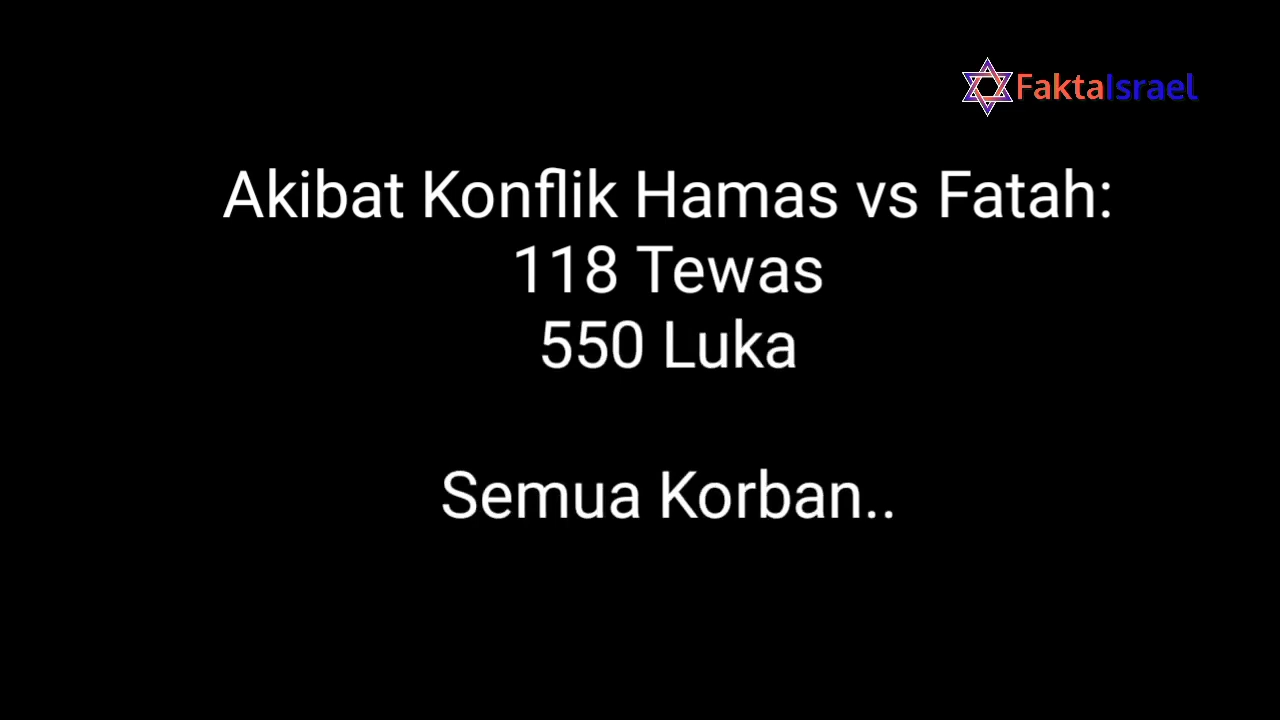 FaktaIsrael
Akibat Konflik Hamas vs Fatah:
118 Tewas
550 Luka
Semua Korban..